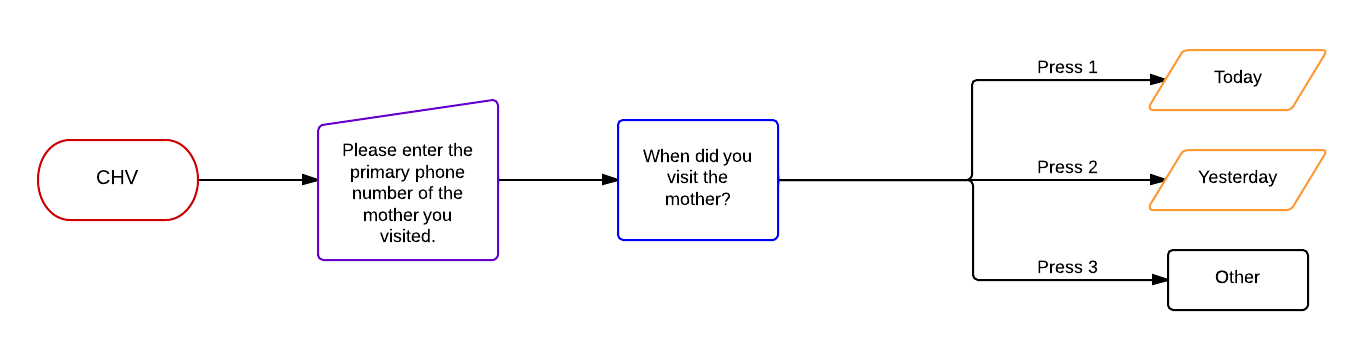 CHV
Please enter the
primary phone
number of the
mother you
visited.
When did you
visit the
mother?
Press 1
Today
Press 2
Yesterday
Press 3
Other